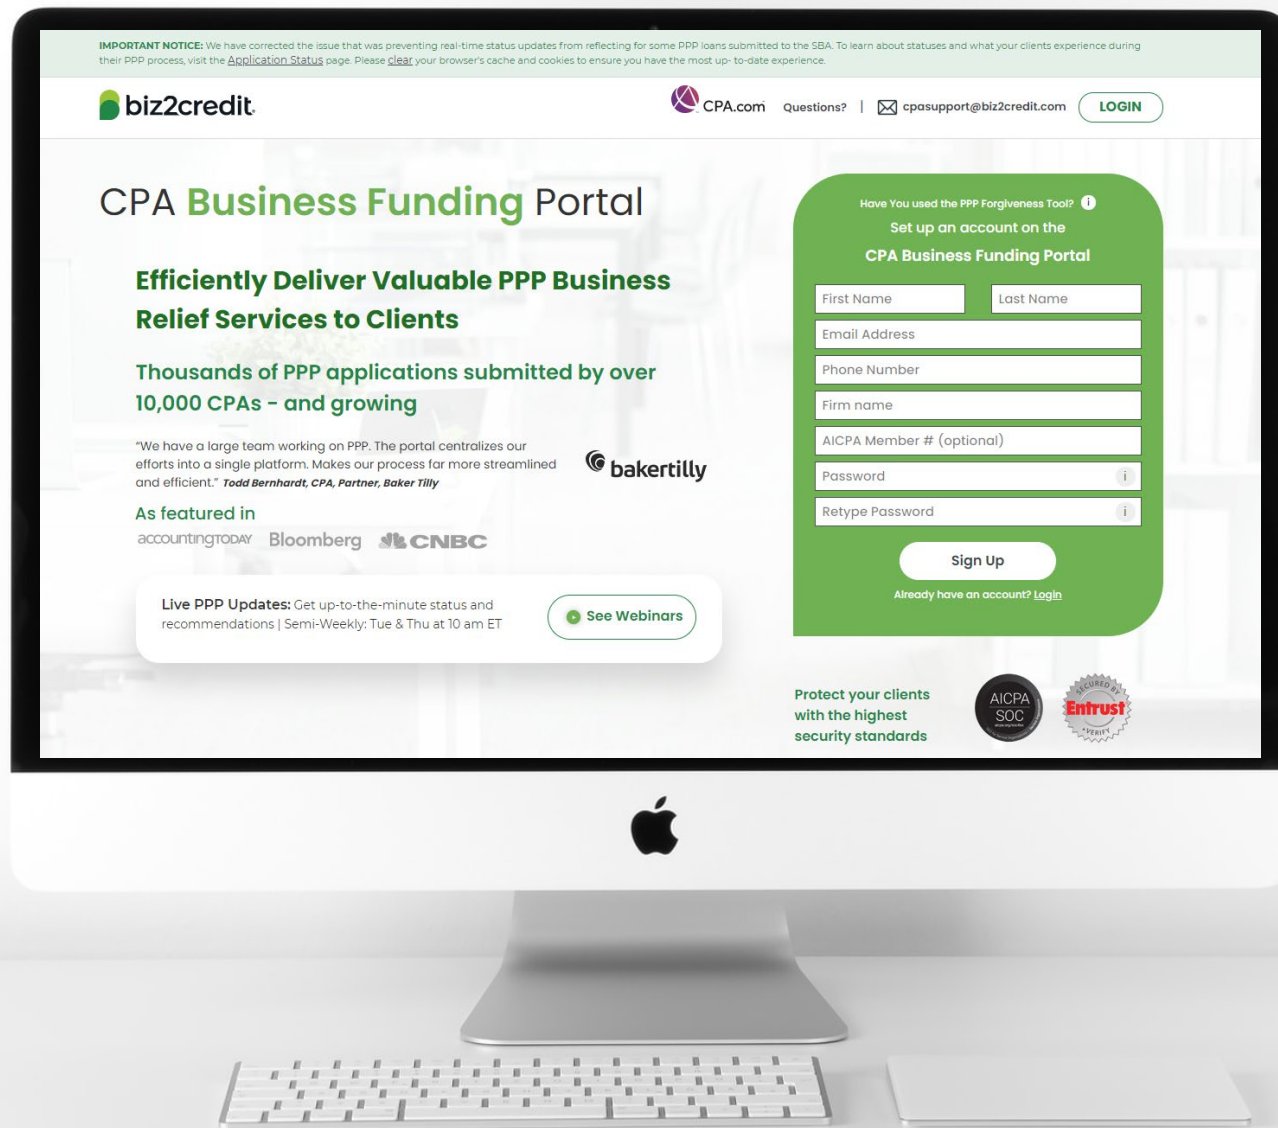 IMPORTANT NOTICE: We have corrected the issue that was preventing real-time status updates from reflecting for some PPP loans submitted to the SBA. To learn about statuses and what your clients experience during
their PPP process, visit the Application Status page. Please clear your browser's cache and cookies to ensure you have the most up- to-date experience.
biz2credit
CPA.com Questions? | cpasupport@biz2credit.com LOGIN
CPA Business Funding Portal
Efficiently Deliver Valuable PPP Business
Relief Services to Clients
Thousands of PPP applications submitted by over
10,000 CPAs - and growing
"We have a large team working on PPP. The portal centralizes our
efforts into a single platform. Makes our process far more streamlined
and efficient." Todd Bernhardt, CPA, Partner, Baker Tilly
bakertilly
As featured in
accountingTODAY Bloomberg CNBC
Live PPP Updates: Get up-to-the-minute status and
recommendations | Semi-Weekly: Tue & Thu at 10 am ET
See Webinars
Have You used the PPP Forgiveness Tool? i
Set up an account on the
CPA Business Funding Portal
First Name Last Name
Email Address
Phone Number
Firm name
AICPA Member # (optional)
Password i
Retype Password i
Sign Up
Already have an account? Login
Protect your clients
with the highest
security standards
AICPA
SOC
SECURED BY
Entrust
VERIFY